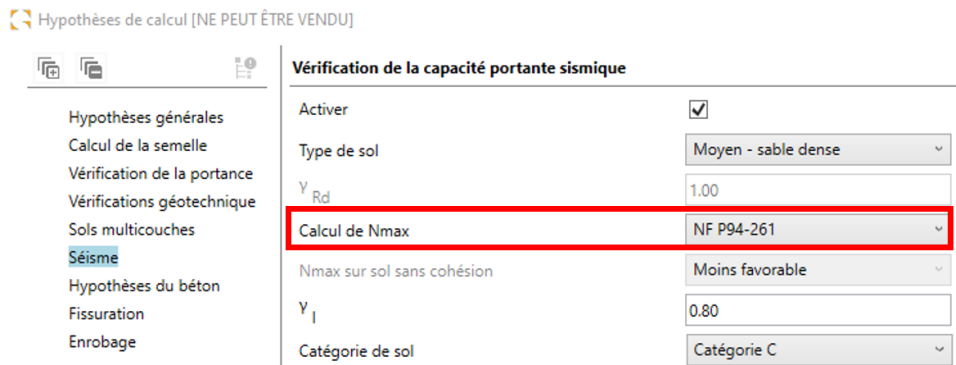 Hypothèses de calcul [NE PEUT ÊTRE VENDU]
Hypothèses générales
Calcul de la semelle
Vérification de la portance
Vérifications géotechnique
Sols multicouches
Séisme
Hypothèses du béton
Fissuration
Enrobage
Vérification de la capacité portante sismique
Activer
Type de sol Moyen - sable dense
γ Rd 1.00
Calcul de Nmax NF P94-261
Nmax sur sol sans cohésion Moins favorable
γ I 0.80
Catégorie de sol Catégorie C